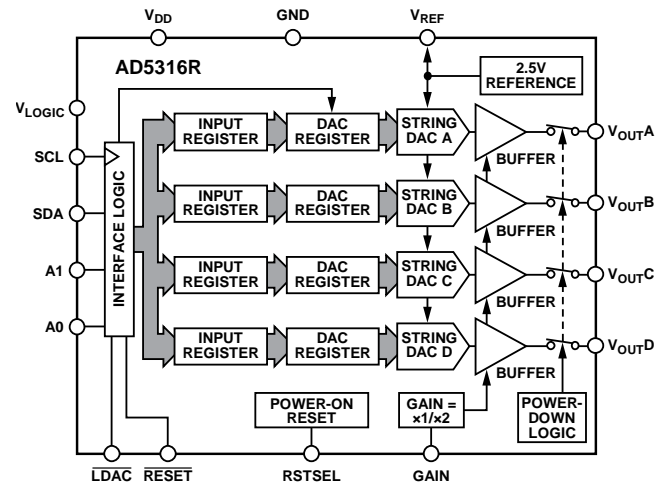 VDD
GND
VREF
AD5316R
2.5V
REFERENCE
VLOGIC
SCL
SDA
A1
A0
INTERFACE LOGIC
INPUT
REGISTER
DAC
REGISTER
STRING
DAC A
BUFFER
VOUTA
INPUT
REGISTER
DAC
REGISTER
STRING
DAC B
BUFFER
VOUTB
INPUT
REGISTER
DAC
REGISTER
STRING
DAC C
BUFFER
VOUTC
INPUT
REGISTER
DAC
REGISTER
STRING
DAC D
BUFFER
VOUTD
POWER-ON
RESET
GAIN =
×1/×2
POWER-
DOWN
LOGIC
LDAC
RESET
RSTSEL
GAIN